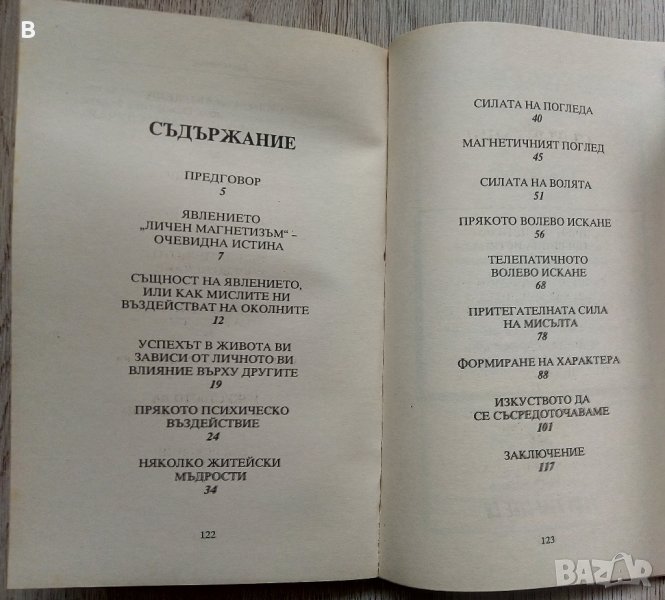 B
СЪДЪРЖАНИЕ
ПРЕДГОВОР
5
ЯВЛЕНИЕТО
„ЛИЧЕН МАГНЕТИЗЪМ“ –
ОЧЕВИДНА ИСТИНА
7
СЪЩНОСТ НА ЯВЛЕНИЕТО,
ИЛИ КАК МИСЛИТЕ НИ
ВЪЗДЕЙСТВАТ НА ОКОЛНИТЕ
12
УСПЕХЪТ В ЖИВОТА ВИ
ЗАВИСИ ОТ ЛИЧНОТО ВИ
ВЛИЯНИЕ ВЪРХУ ДРУГИТЕ
19
ПРЯКОТО ПСИХИЧЕСКО
ВЪЗДЕЙСТВИЕ
24
НЯКОЛКО ЖИТЕЙСКИ
МЪДРОСТИ
34
122
СИЛАТА НА ПОГЛЕДА
40
МАГНЕТИЧНИЯТ ПОГЛЕД
45
СИЛАТА НА ВОЛЯТА
51
ПРЯКОТО ВОЛЕВО ИСКАНЕ
56
ТЕЛЕПАТИЧНОТО
ВОЛЕВО ИСКАНЕ
68
ПРИТЕГАТЕЛНАТА СИЛА
НА МИСЪЛТА
78
ФОРМИРАНЕ НА ХАРАКТЕРА
88
ИЗКУСТВОТО ДА
СЕ СЪСРЕДОТОЧАВАМЕ
101
ЗАКЛЮЧЕНИЕ
117
123
BAZAR